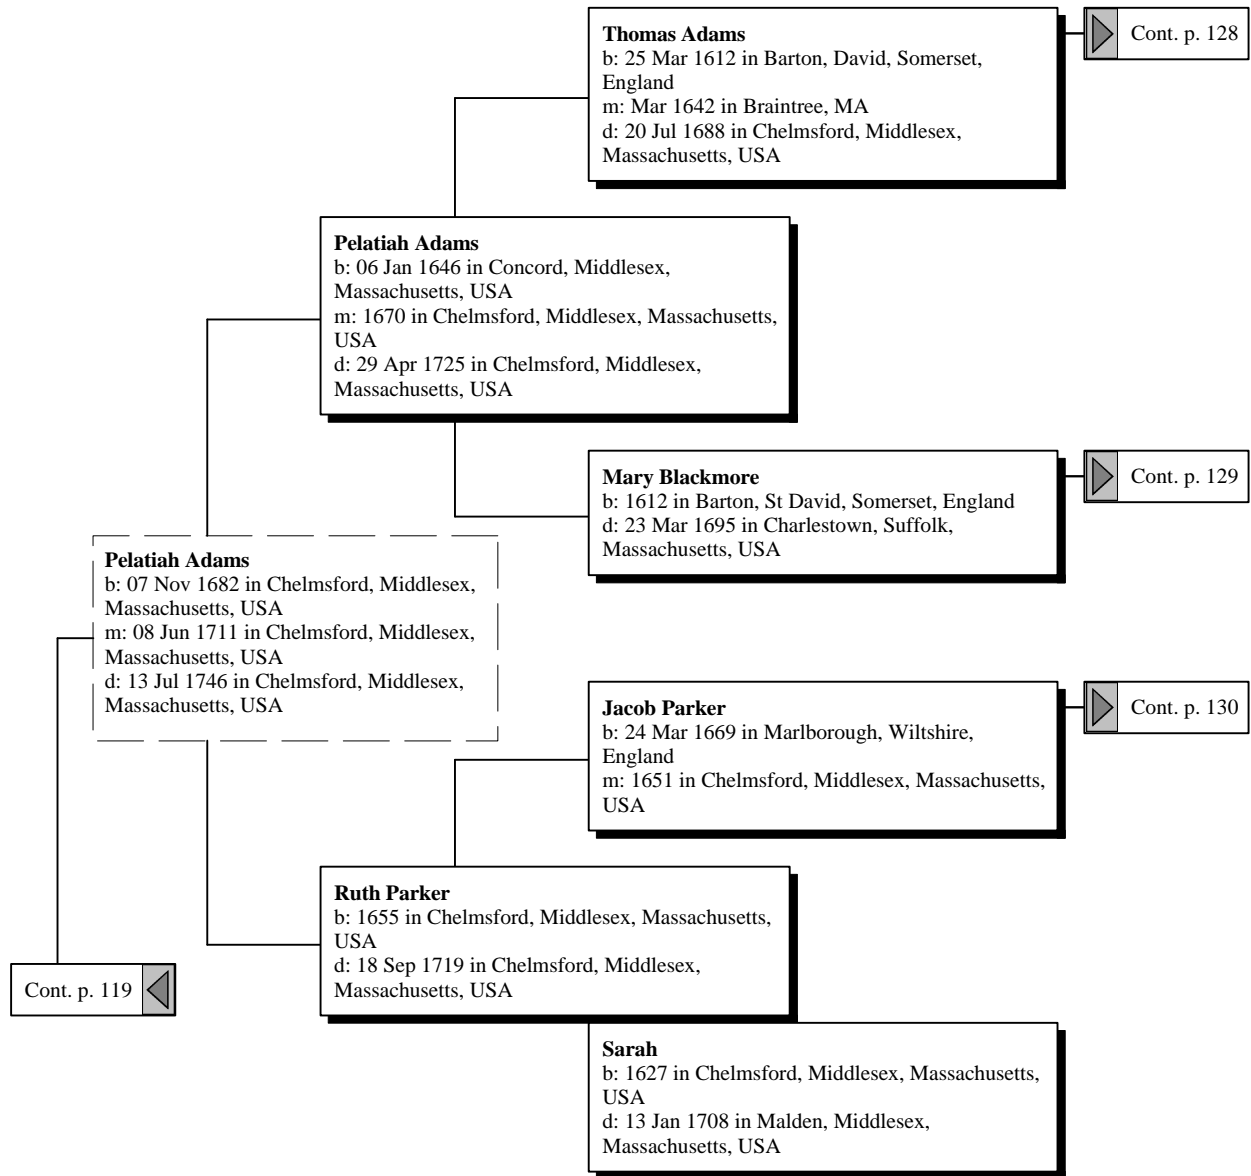 Thomas Adams
b: 25 Mar 1612 in Barton, David, Somerset,
England
m: Mar 1642 in Braintree, MA
d: 20 Jul 1688 in Chelmsford, Middlesex,
Massachusetts, USA
Cont. p. 128
Pelatiah Adams
b: 06 Jan 1646 in Concord, Middlesex,
Massachusetts, USA
m: 1670 in Chelmsford, Middlesex, Massachusetts,
USA
d: 29 Apr 1725 in Chelmsford, Middlesex,
Massachusetts, USA
Mary Blackmore
b: 1612 in Barton, St David, Somerset, England
d: 23 Mar 1695 in Charlestown, Suffolk,
Massachusetts, USA
Cont. p. 129
Pelatiah Adams
b: 07 Nov 1682 in Chelmsford, Middlesex,
Massachusetts, USA
m: 08 Jun 1711 in Chelmsford, Middlesex,
Massachusetts, USA
d: 13 Jul 1746 in Chelmsford, Middlesex,
Massachusetts, USA
Jacob Parker
b: 24 Mar 1669 in Marlborough, Wiltshire,
England
m: 1651 in Chelmsford, Middlesex, Massachusetts,
USA
Cont. p. 130
Ruth Parker
b: 1655 in Chelmsford, Middlesex, Massachusetts,
USA
d: 18 Sep 1719 in Chelmsford, Middlesex,
Massachusetts, USA
Cont. p. 119
Sarah
b: 1627 in Chelmsford, Middlesex, Massachusetts,
USA
d: 13 Jan 1708 in Malden, Middlesex,
Massachusetts, USA